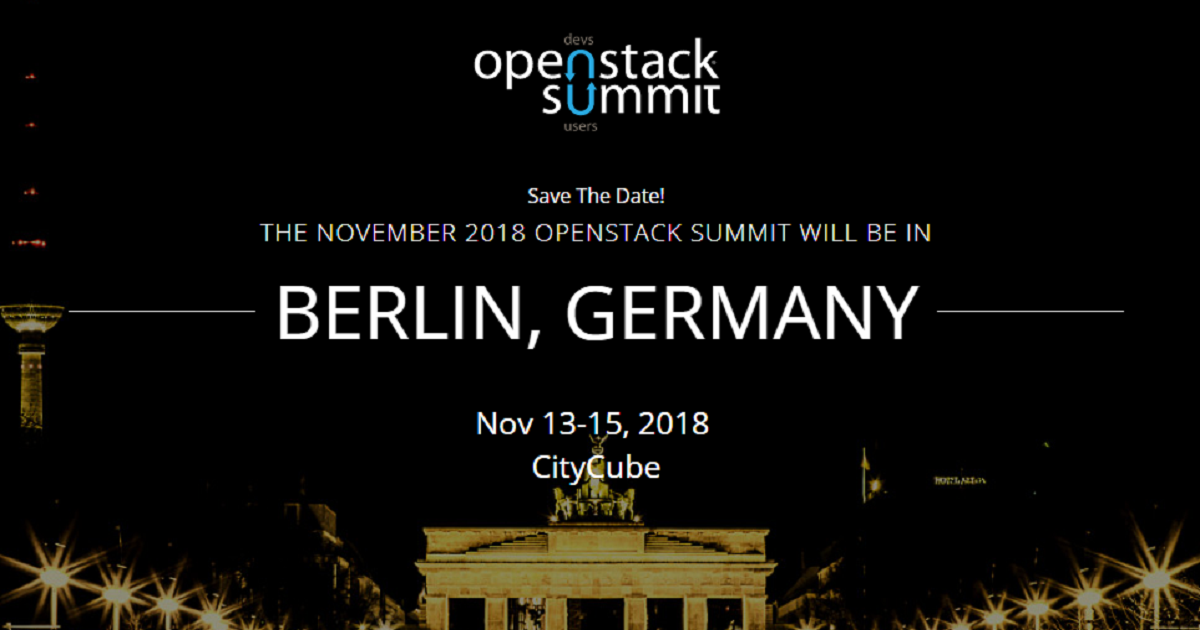 devs
openstack
summit
users
Save The Date!
THE NOVEMBER 2018 OPENSTACK SUMMIT WILL BE IN
BERLIN, GERMANY
Nov 13-15, 2018
CityCube